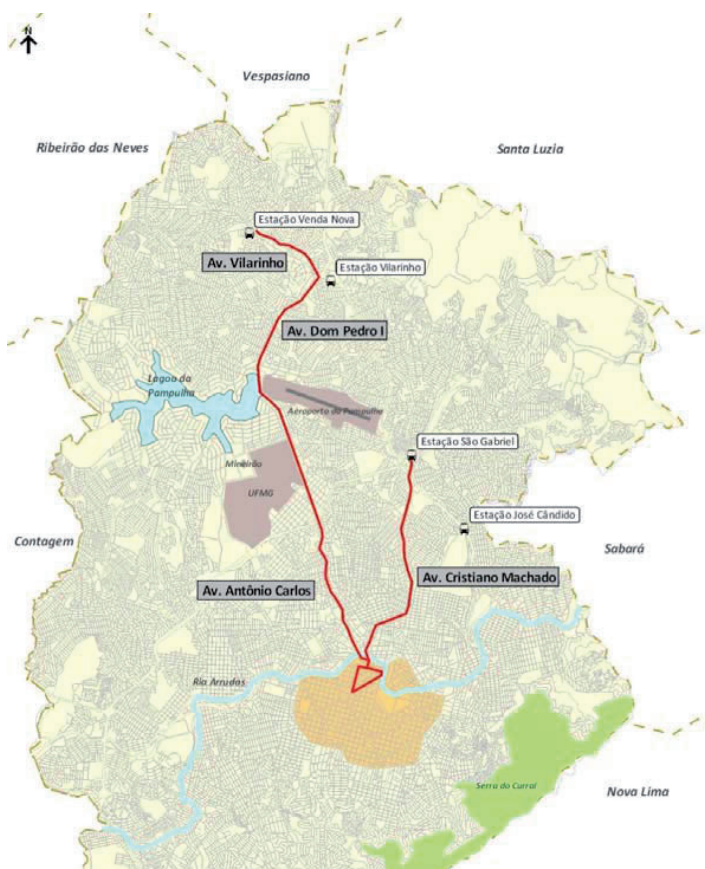 N
Vespasiano
Ribeirão das Neves
Santa Luzia
Estação Venda Nova
Av. Vilarinho
Estação Vilarinho
Av. Dom Pedro I
Lagoa da
Pampulha
Aeroporto da Pampulha
Estação São Gabriel
Mineirão
UFMG
Estação José Cândido
Contagem
Sabará
Av. Antônio Carlos
Av. Cristiano Machado
Ria Arrudas
Serra do Curral
Nova Lima